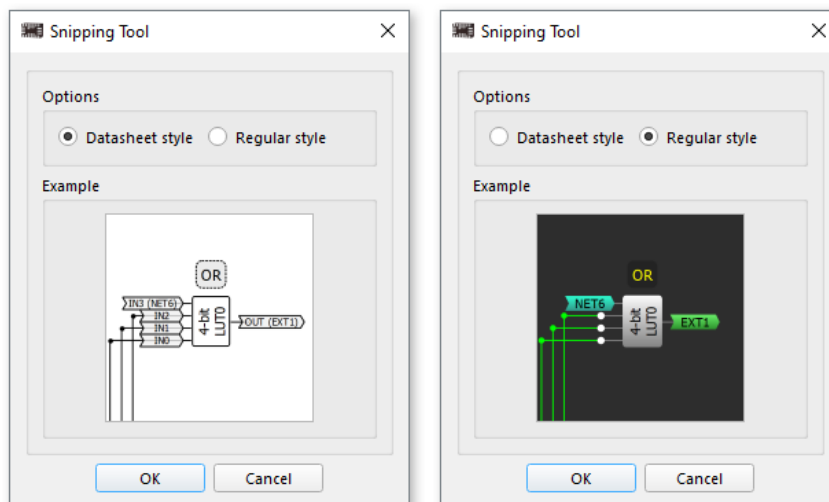 Snipping Tool
Options
Datasheet style
Regular style
Example
OR
IN3 (NET6)
IN2
IN1
IN0
4-bit
LUT0
OUT (EXT1)
OK
Cancel
Snipping Tool
Options
Datasheet style
Regular style
Example
OR
NET6
4-bit
LUT0
EXT1
OK
Cancel